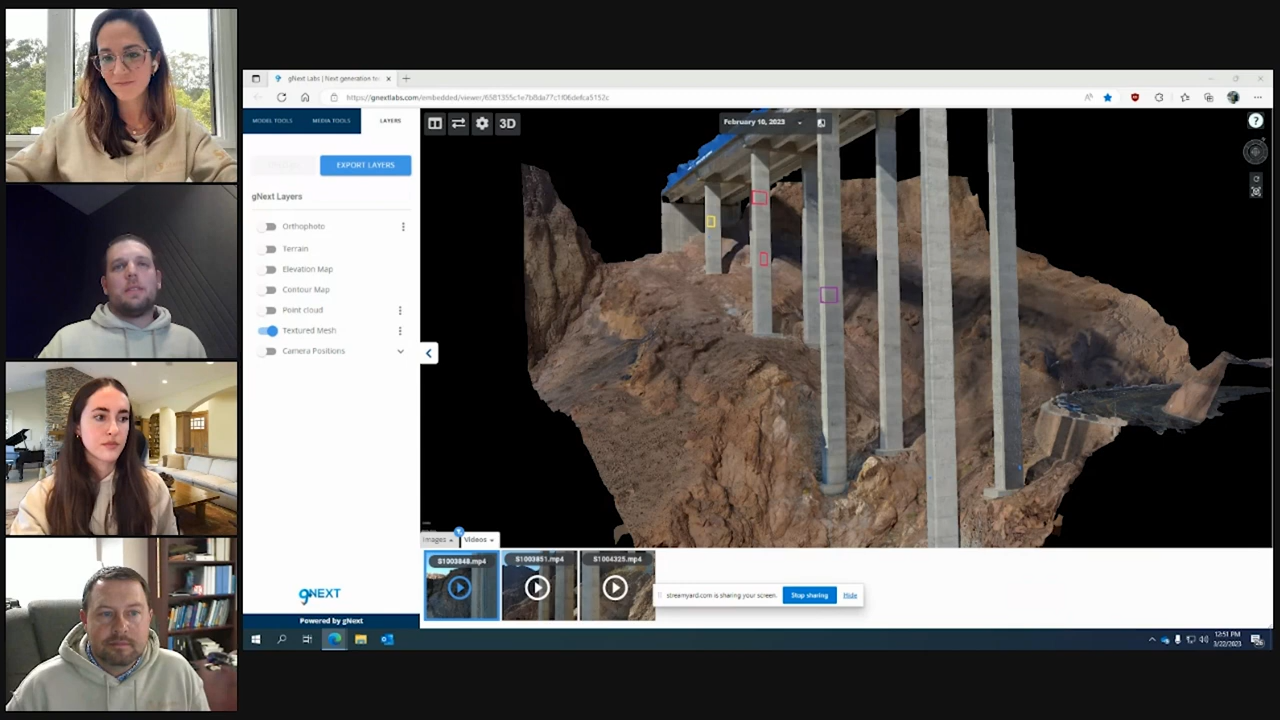 gNext Labs | Next generation te
https://gnextlabs.com/embedded/viewer/
MODEL TOOLS
MEDIA TOOLS
LAYERS
3D
February 10, 2023
?
EXPORT LAYERS
gNext Layers
Orthophoto
Terrain
Elevation Map
Contour Map
Point cloud
Textured Mesh
Camera Positions
Images
Videos
S1003848.mp4
S1003851.mp4
S1004325.mp4
streamyard.com is sharing your screen.
Stop sharing
Hide
gNEXT
Powered by gNext
12:51 PM
3/22/2023